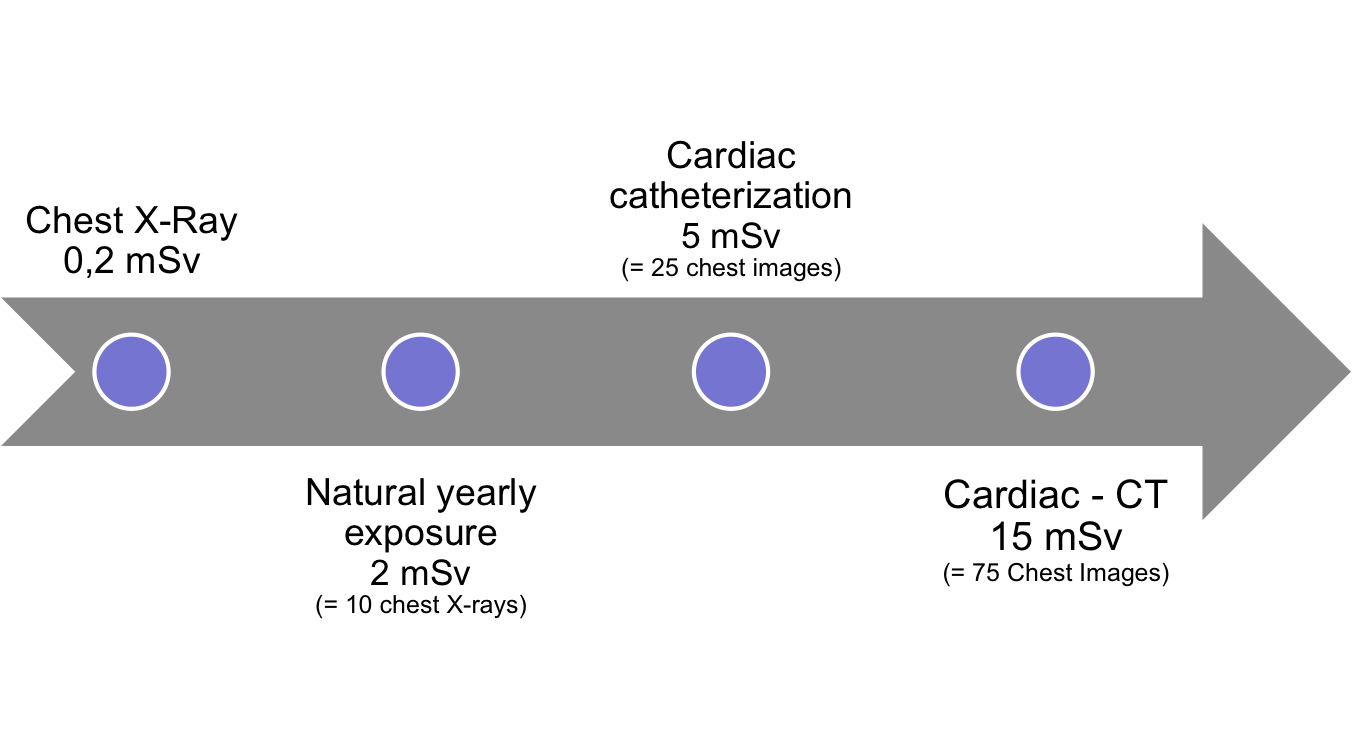 Chest X-Ray
0,2 mSv
Natural yearly
exposure
2 mSv
(= 10 chest X-rays)
Cardiac
catheterization
5 mSv
(= 25 chest images)
Cardiac - CT
15 mSv
(= 75 Chest Images)